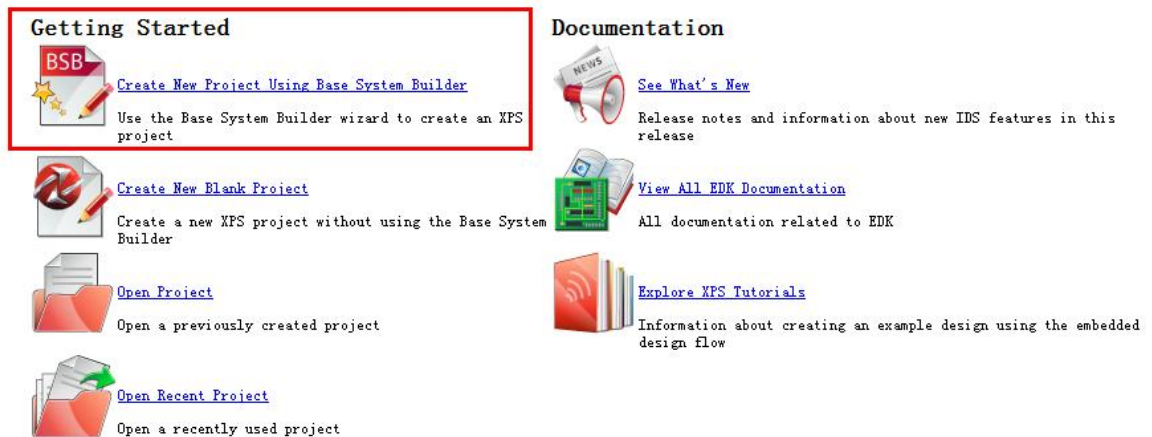 Getting Started
BSB
Create New Project Using Base System Builder
Use the Base System Builder wizard to create an XPS
project
Create New Blank Project
Create a new XPS project without using the Base System
Builder
Open Project
Open a previously created project
Open Recent Project
Open a recently used project
Documentation
NEWS
See What's New
Release notes and information about new IDS features in this
release
View All EDK Documentation
All documentation related to EDK
Explore XPS Tutorials
Information about creating an example design using the embedded
design flow